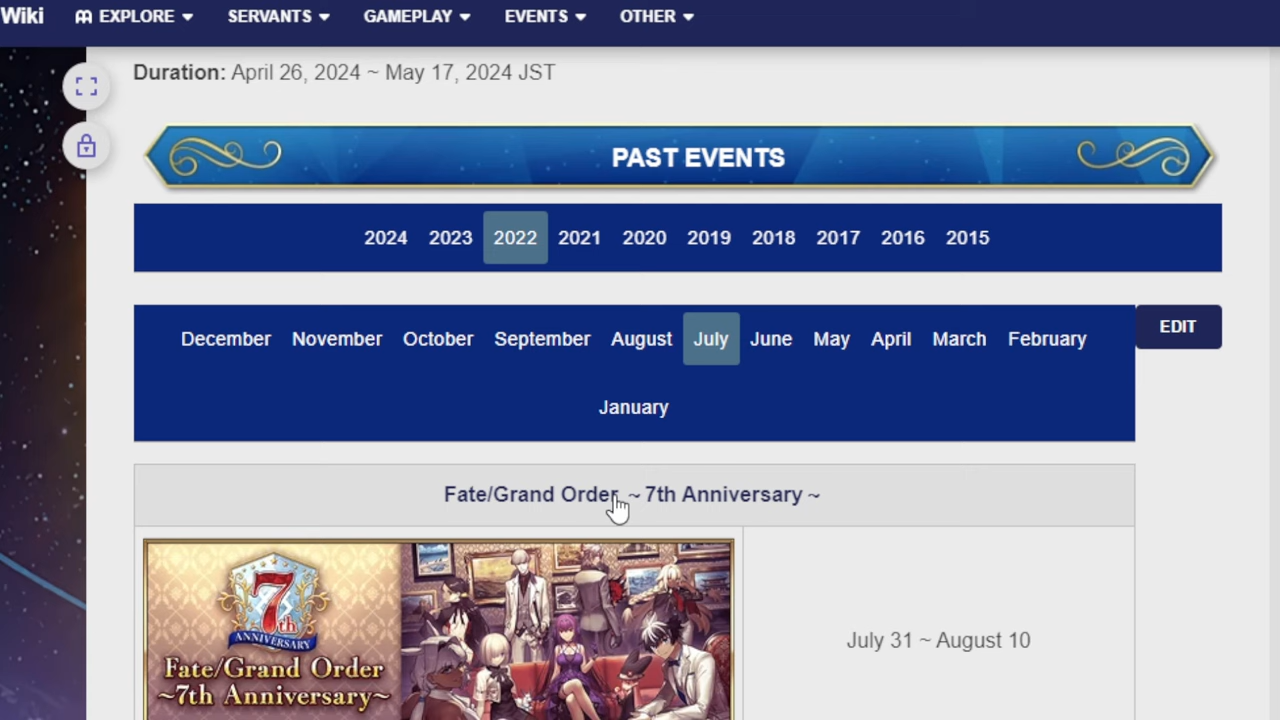 Wiki EXPLORE SERVANTS GAMEPLAY EVENTS OTHER
Duration: April 26, 2024 ~ May 17, 2024 JST
PAST EVENTS
2024 2023 2022 2021 2020 2019 2018 2017 2016 2015
December November October September August July June May April March February
January
EDIT
Fate/Grand Order ~ 7th Anniversary ~
7th
ANNIVERSARY
Fate/Grand Order
~7th Anniversary~
July 31 ~ August 10